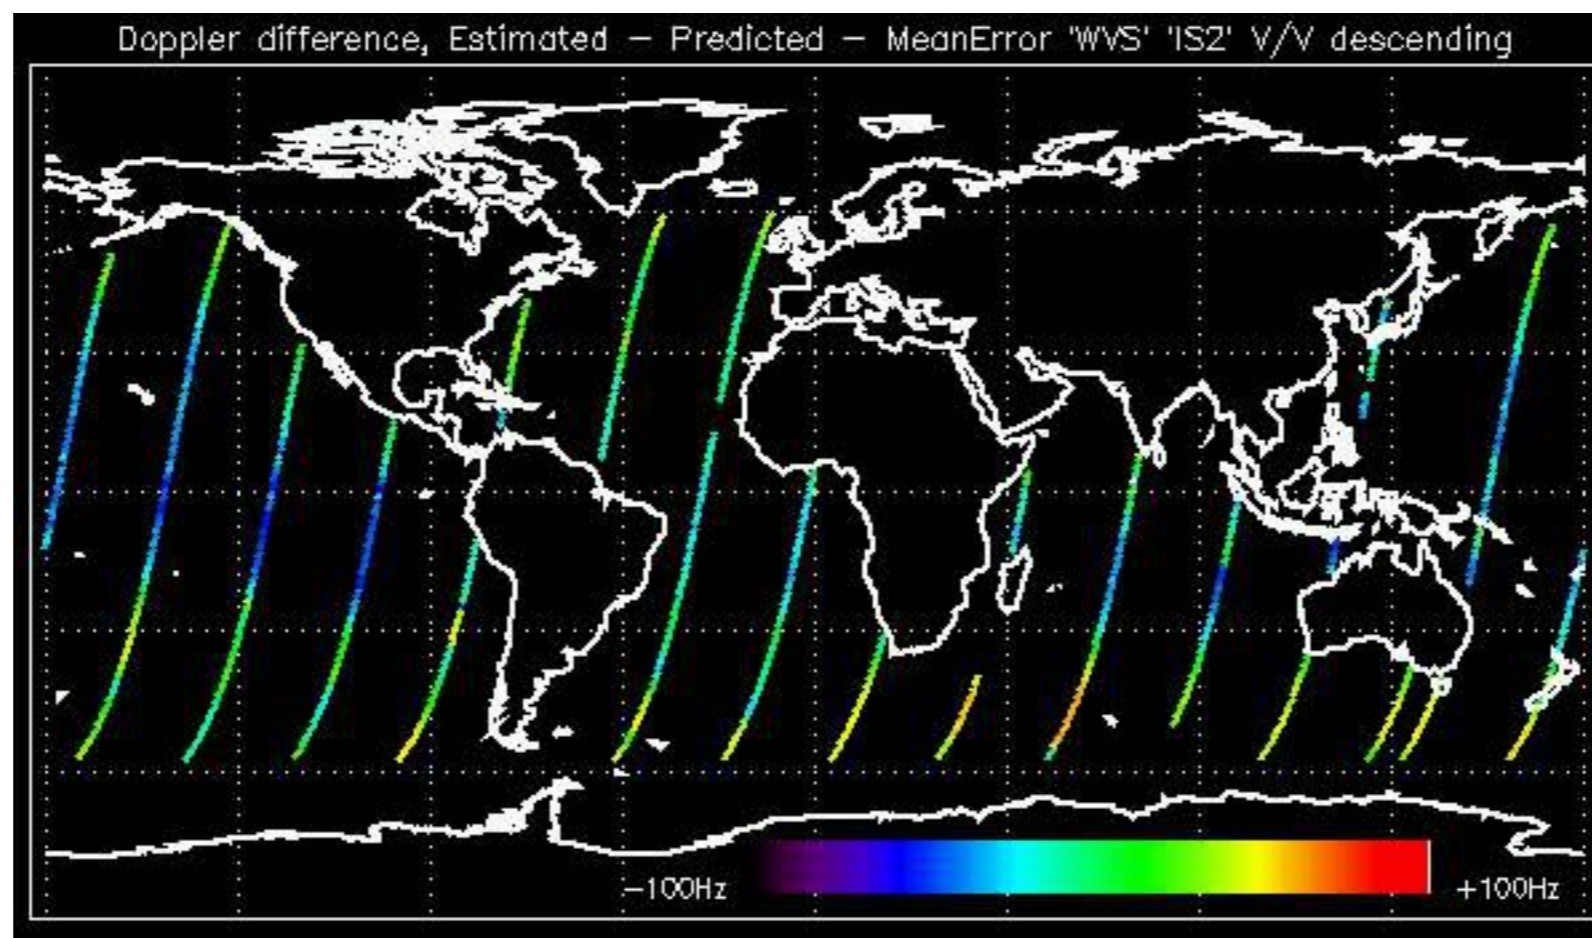 Doppler difference, Estimated – Predicted – MeanError 'WVS' 'IS2' V/V descending
–100Hz
+100Hz